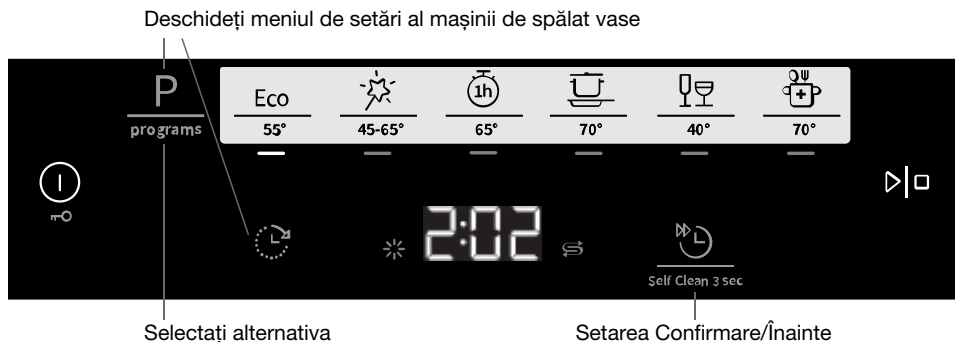 Deschideți meniul de setări al mașinii de spălat vase
P
programs
Eco
1h
55°
45-65°
65°
70°
40°
70°
2:02
Self Clean 3 sec
Selectați alternativa
Setarea Confirmare/Înainte